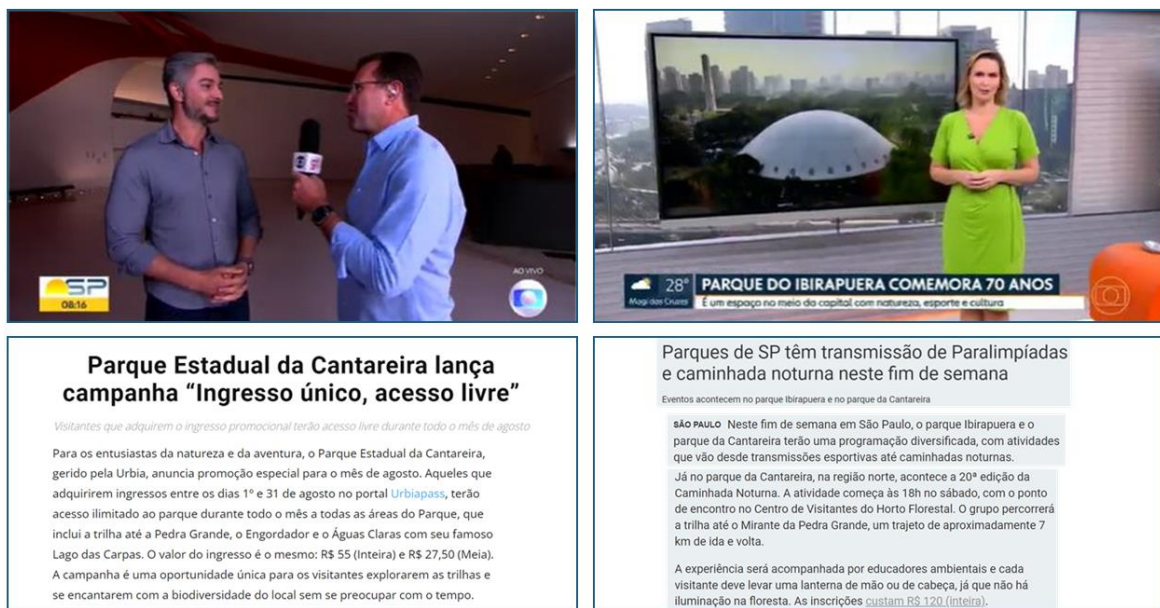 SP
08:16
AO VIVO
28°
Mogi das Cruzes
PARQUE DO IBIRAPUERA COMEMORA 70 ANOS
É um espaço no meio da capital com natureza, esporte e cultura
Parque Estadual da Cantareira lança
campanha “Ingresso único, acesso livre”
Visitantes que adquirem o ingresso promocional terão acesso livre durante todo o mês de agosto
Para os entusiastas da natureza e da aventura, o Parque Estadual da Cantareira,
gerido pela Urbia, anuncia promoção especial para o mês de agosto. Aqueles que
adquirirem ingressos entre os dias 1º e 31 de agosto no portal Urbiapass, terão
acesso ilimitado ao parque durante todo o mês a todas as áreas do Parque, que
inclui a trilha até a Pedra Grande, o Engordador e o Águas Claras com seu famoso
Lago das Carpas. O valor do ingresso é o mesmo: R$ 55 (Inteira) e R$ 27,50 (Meia).
A campanha é uma oportunidade única para os visitantes explorarem as trilhas e
se encantarem com a biodiversidade do local sem se preocupar com o tempo.
Parques de SP têm transmissão de Paralimpíadas
e caminhada noturna neste fim de semana
Eventos acontecem no parque Ibirapuera e no parque da Cantareira
SÃO PAULO Neste fim de semana em São Paulo, o parque Ibirapuera e o
parque da Cantareira terão uma programação diversificada, com atividades
que vão desde transmissões esportivas até caminhadas noturnas.
Já no parque da Cantareira, na região norte, acontece a 20ª edição da
Caminhada Noturna. A atividade começa às 18h no sábado, com o ponto
de encontro no Centro de Visitantes do Horto Florestal. O grupo percorrerá
a trilha até o Mirante da Pedra Grande, um trajeto de aproximadamente 7
km de ida e volta.
A experiência será acompanhada por educadores ambientais e cada
visitante deve levar uma lanterna de mão ou de cabeça, já que não há
iluminação na floresta. As inscrições custam R$ 120 (inteira).